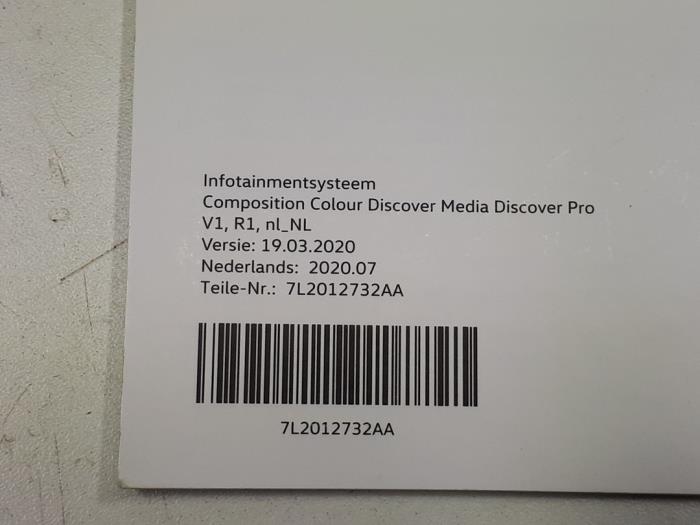 Infotainmentsysteem
Composition Colour Discover Media Discover Pro
V1, R1, nl_NL
Versie: 19.03.2020
Nederlands: 2020.07
Teile-Nr.: 7L2012732AA
7L2012732AA